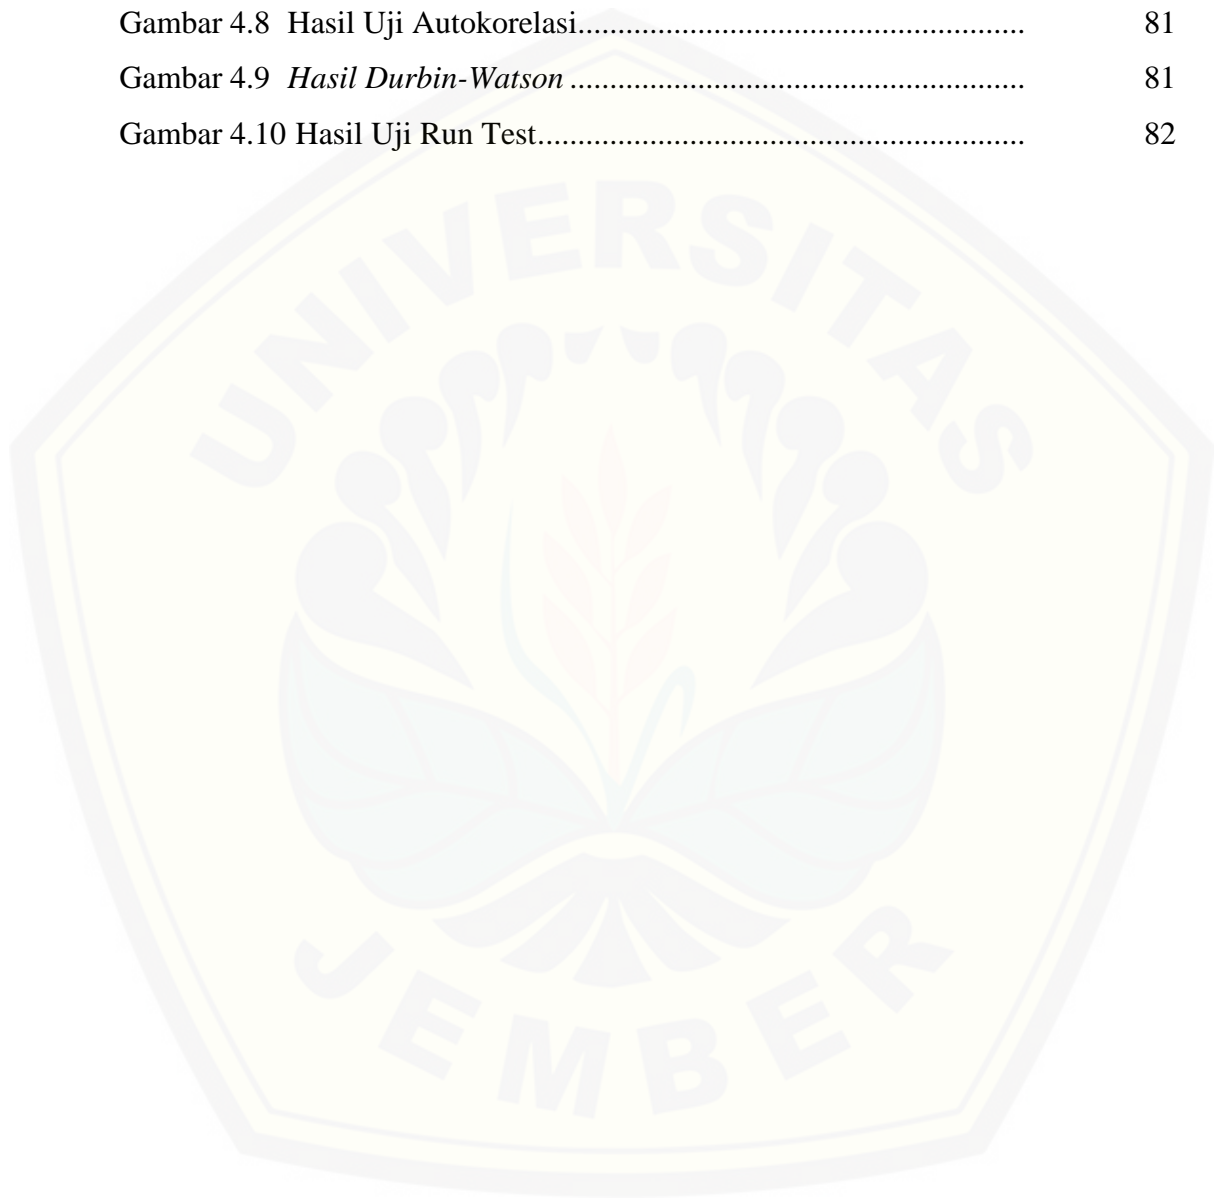 Gambar 4.8 Hasil Uji Autokorelasi....................................................... 81
Gambar 4.9 Hasil Durbin-Watson ........................................................ 81
Gambar 4.10 Hasil Uji Run Test............................................................ 82
UNIVERSITAS
JEMBER